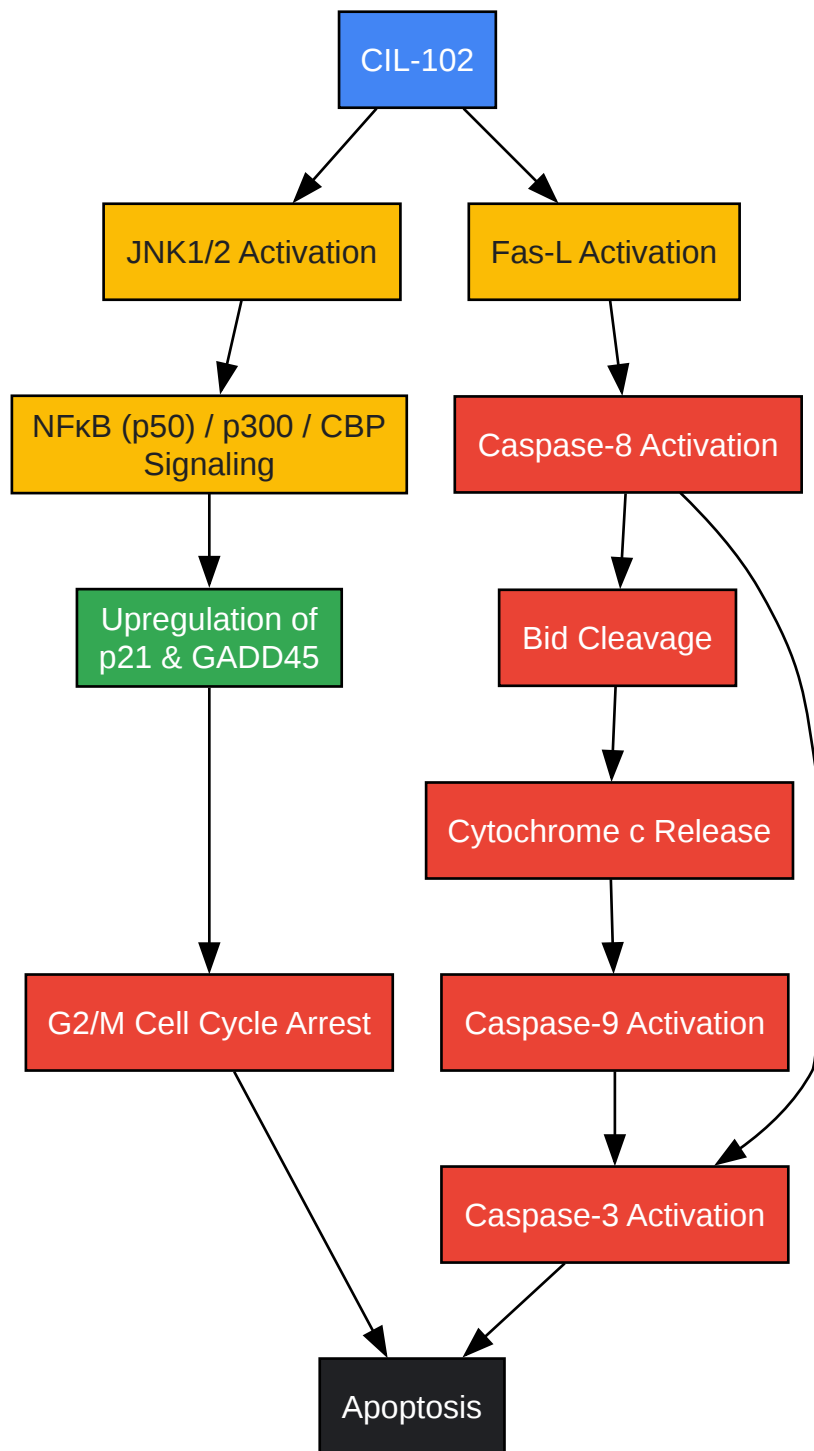 CIL-102
JNK1/2 Activation
Fas-L Activation
NFκB (p50) / p300 / CBP
Signaling
Caspase-8 Activation
Upregulation of
p21 & GADD45
Bid Cleavage
Cytochrome c Release
G2/M Cell Cycle Arrest
Caspase-9 Activation
Caspase-3 Activation
Apoptosis